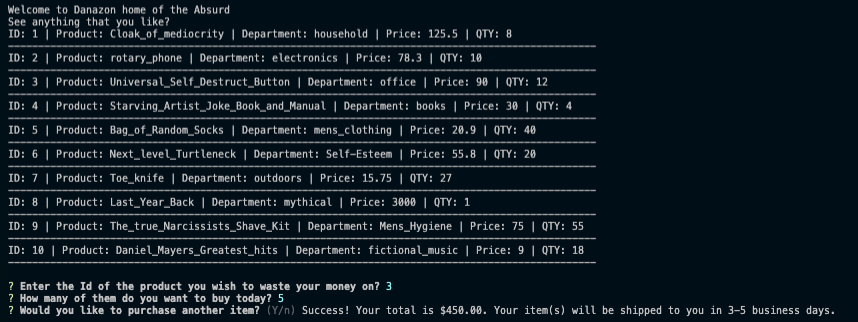 Welcome to Danazon home of the Absurd
See anything that you like?
ID: 1 | Product: Cloak_of_mediocrity | Department: household | Price: 125.5 | QTY: 8
ID: 2 | Product: rotary_phone | Department: electronics | Price: 78.3 | QTY: 10
ID: 3 | Product: Universal_Self_Destruct_Button | Department: office | Price: 90 | QTY: 12
ID: 4 | Product: Starving_Artist_Joke_Book_and_Manual | Department: books | Price: 30 | QTY: 4
ID: 5 | Product: Bag_of_Random_Socks | Department: mens_clothing | Price: 20.9 | QTY: 40
ID: 6 | Product: Next_level_Turtleneck | Department: Self-Esteem | Price: 55.8 | QTY: 20
ID: 7 | Product: Toe_knife | Department: outdoors | Price: 15.75 | QTY: 27
ID: 8 | Product: Last_Year_Back | Department: mythical | Price: 3000 | QTY: 1
ID: 9 | Product: The_true_Narcissists_Shave_Kit | Department: Mens_Hygiene | Price: 75 | QTY: 55
ID: 10 | Product: Daniel_Mayers_Greatest_hits | Department: fictional_music | Price: 9 | QTY: 18
? Enter the Id of the product you wish to waste your money on? 3
? How many of them do you want to buy today? 5
? Would you like to purchase another item? (Y/n) Success! Your total is $450.00. Your item(s) will be shipped to you in 3-5 business days.